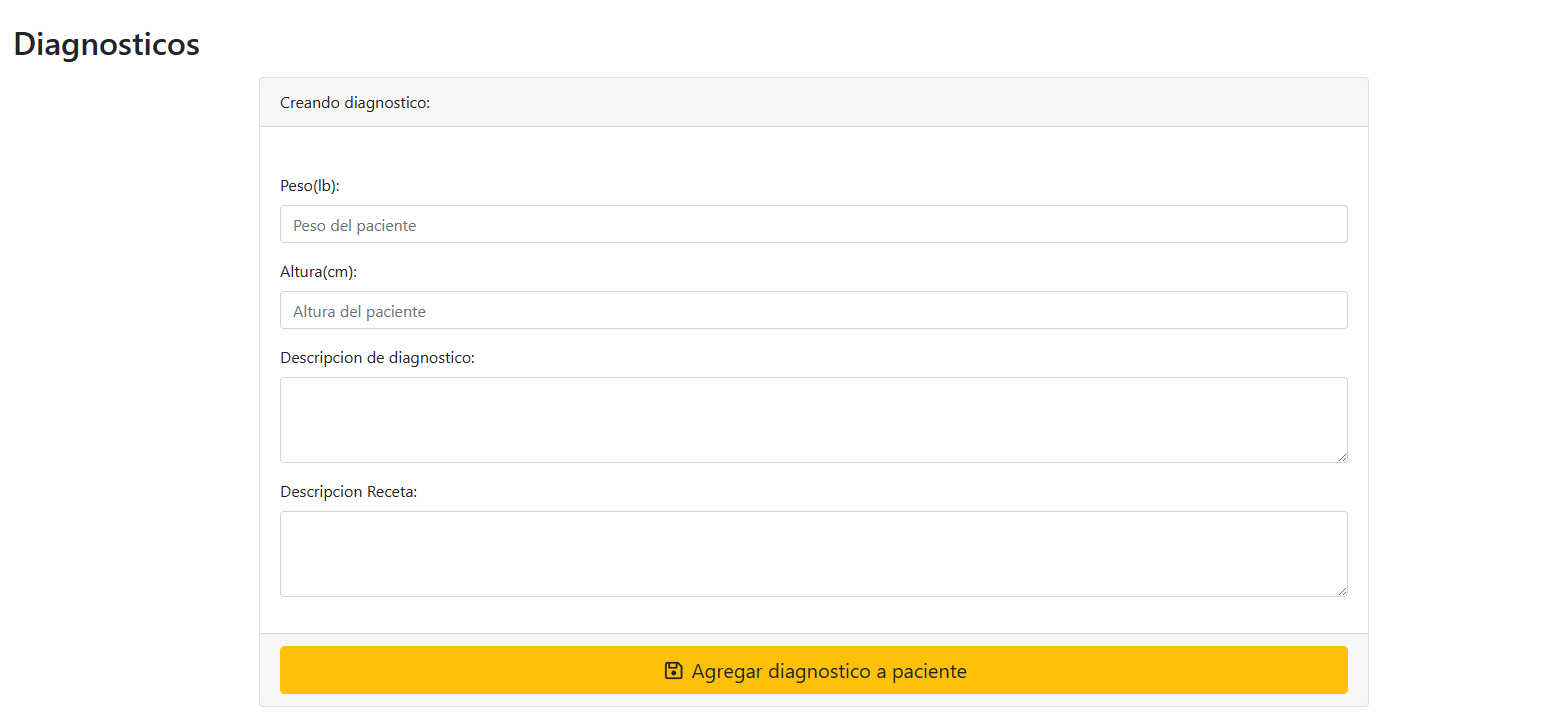 Diagnosticos
Creando diagnostico:
Peso(lb):
Peso del paciente
Altura(cm):
Altura del paciente
Descripcion de diagnostico:
Descripcion Receta:
Agregar diagnostico a paciente